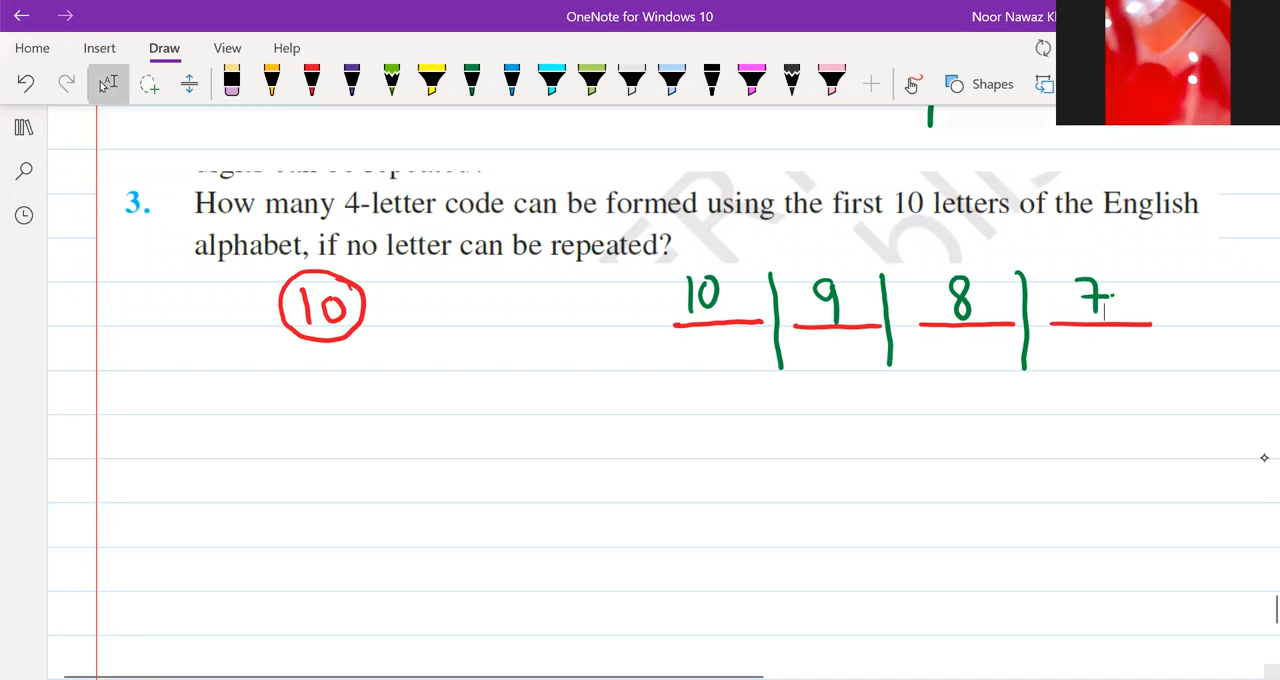 OneNote for Windows 10
Noor Nawaz
Home Insert Draw View Help
Shapes
3. How many 4-letter code can be formed using the first 10 letters of the English
alphabet, if no letter can be repeated?
10 10 9 8 7